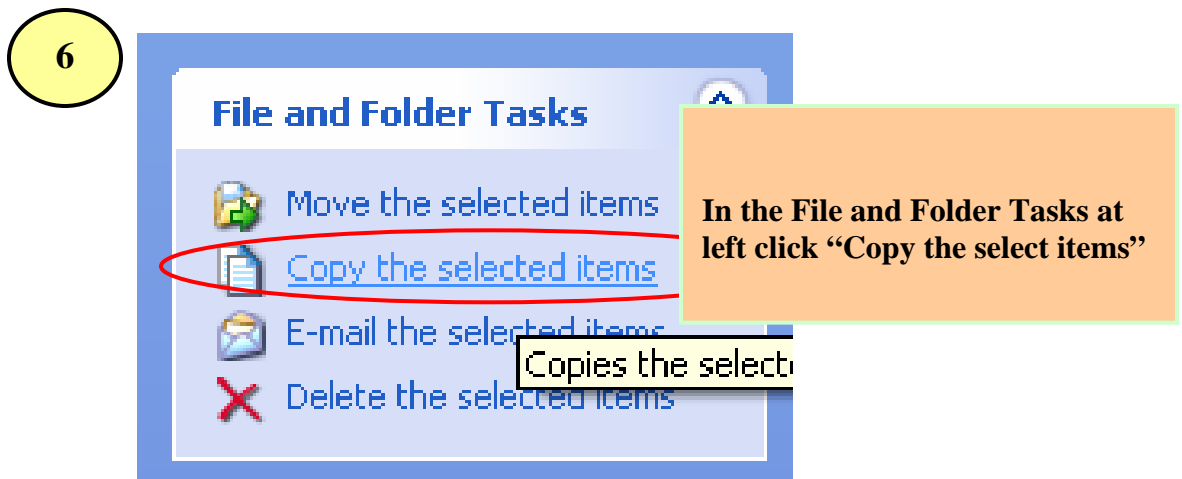 6
File and Folder Tasks
Move the selected items
Copy the selected items
E-mail the selected items
Copies the select
Delete the selected items
In the File and Folder Tasks at
left click “Copy the select items”